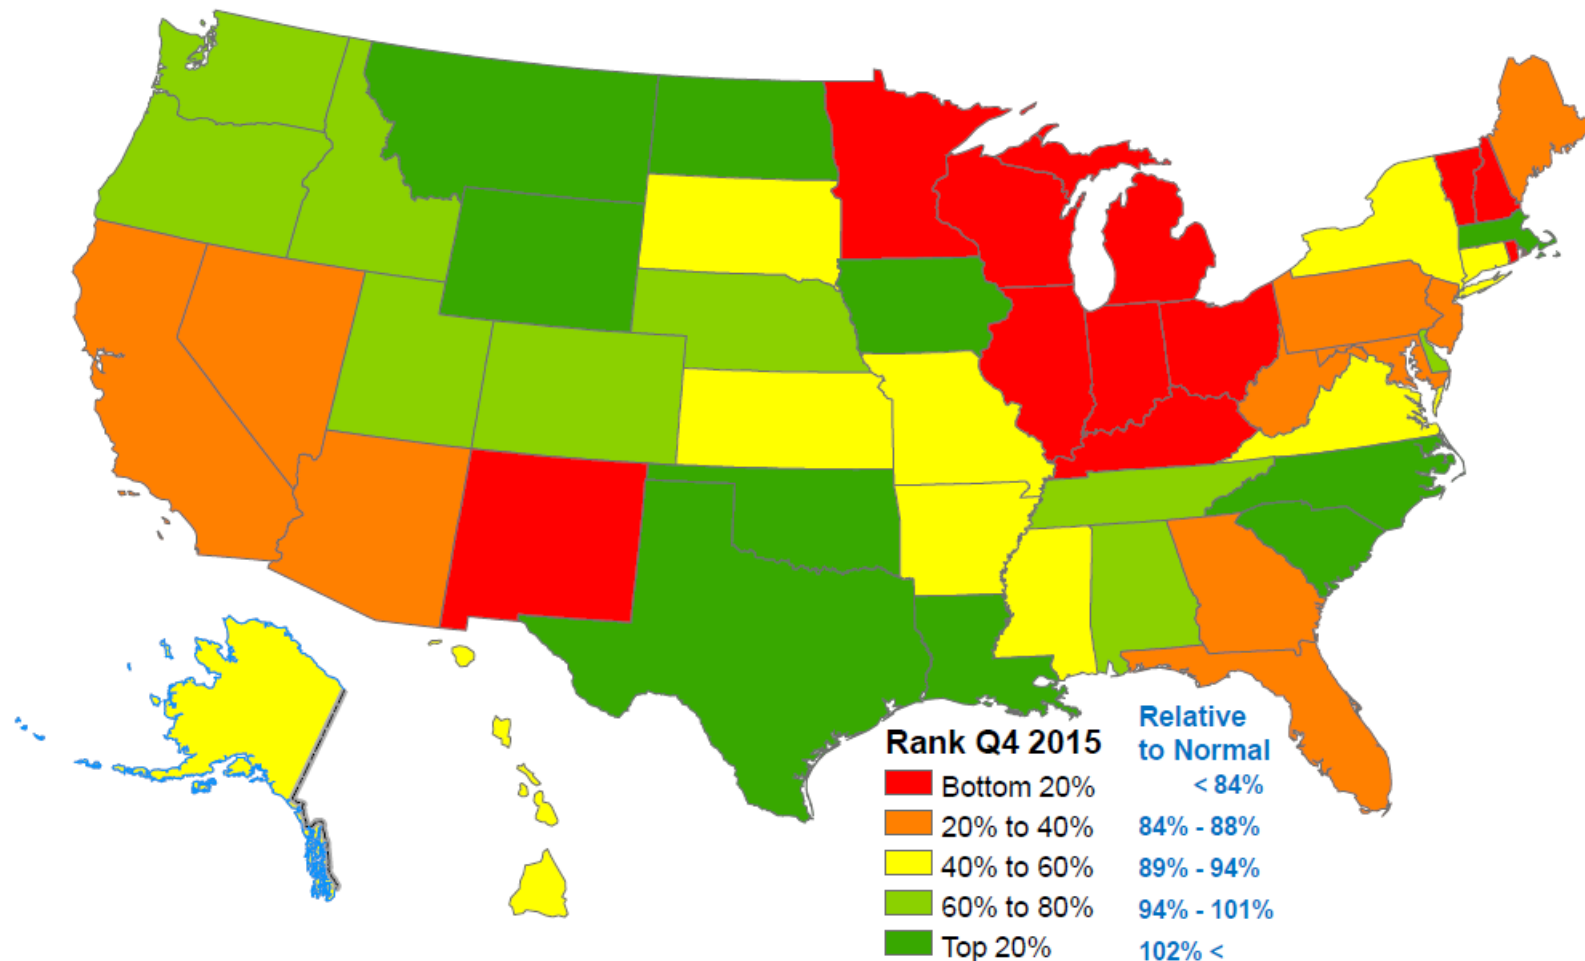 Rank Q4 2015
Relative
to Normal
Bottom 20%
< 84%
20% to 40%
84% - 88%
40% to 60%
89% - 94%
60% to 80%
94% - 101%
Top 20%
102% <